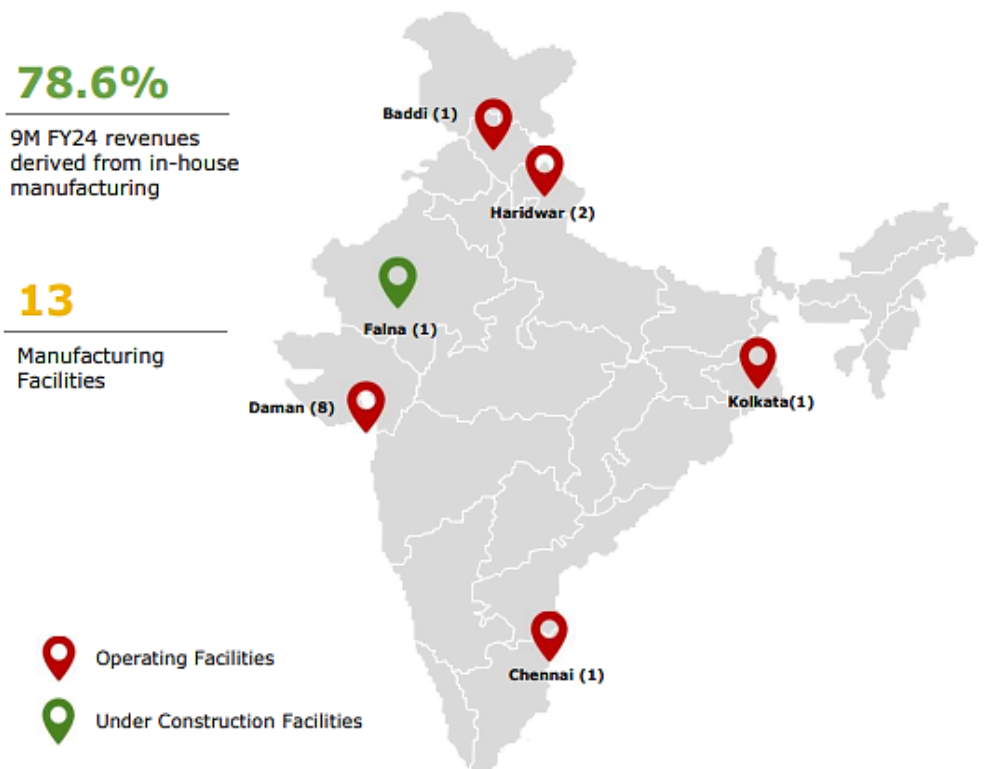 78.6%
9M FY24 revenues
derived from in-house
manufacturing
13
Manufacturing
Facilities
Baddi (1)
Haridwar (2)
Falna (1)
Daman (8)
Kolkata(1)
Chennai (1)
Operating Facilities
Under Construction Facilities